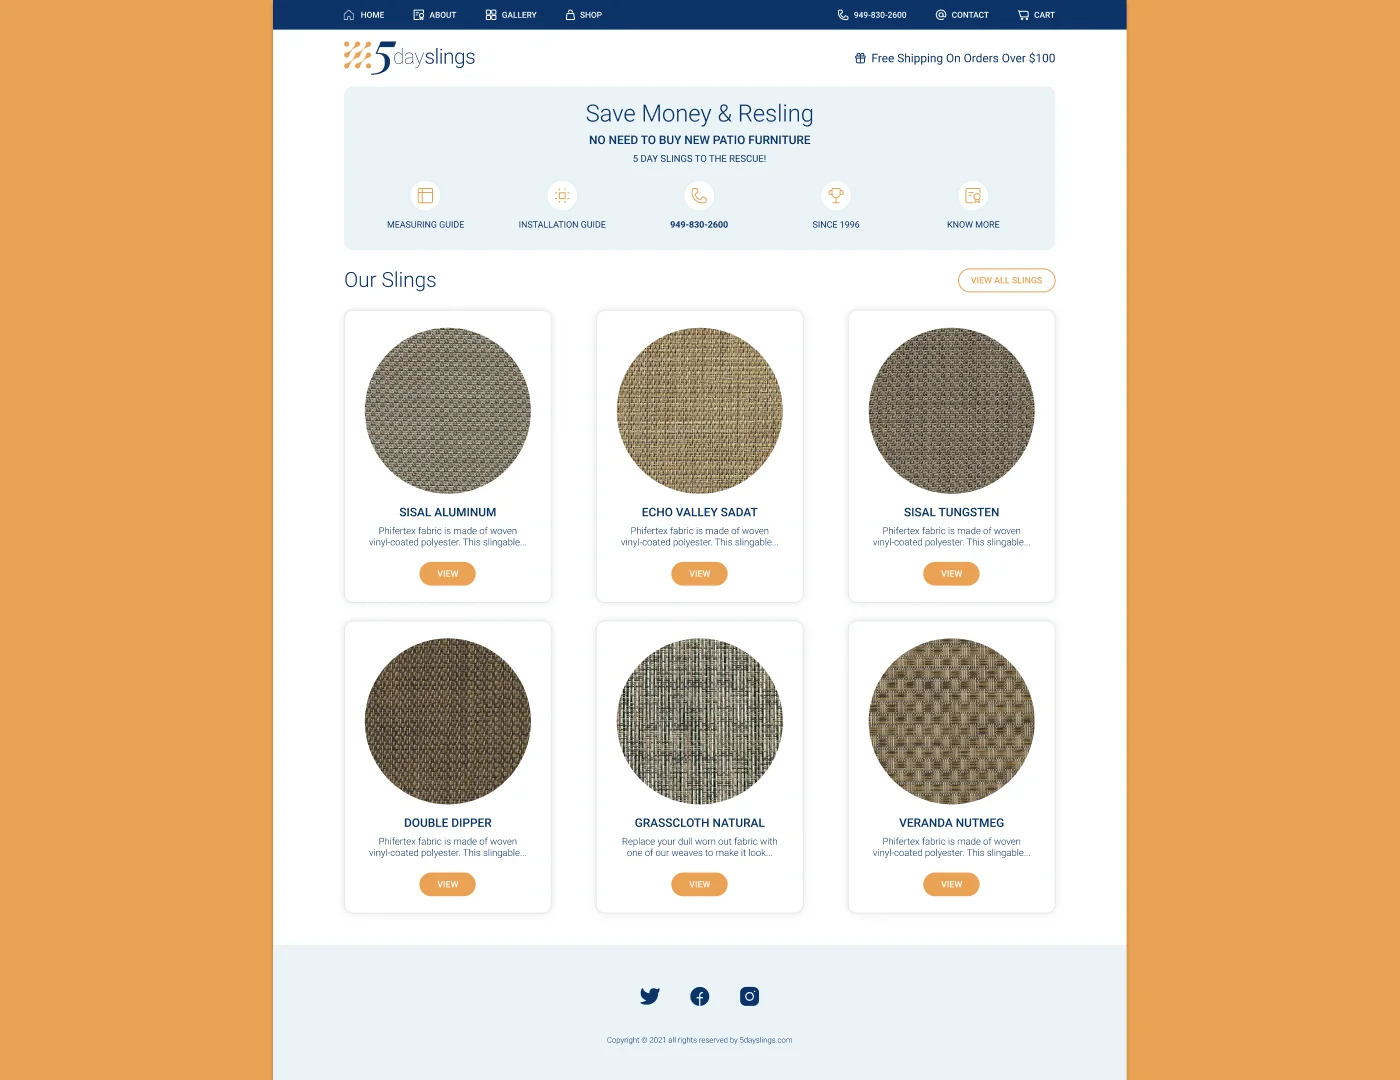 HOME
ABOUT
GALLERY
SHOP
949-830-2600
CONTACT
CART
5dayslings
Free Shipping On Orders Over $100
Save Money & Resling
NO NEED TO BUY NEW PATIO FURNITURE
5 DAY SLINGS TO THE RESCUE!
MEASURING GUIDE
INSTALLATION GUIDE
949-830-2600
SINCE 1996
KNOW MORE
Our Slings
VIEW ALL SLINGS
SISAL ALUMINUM
Phifertex fabric is made of woven
vinyl-coated polyester. This slingable...
VIEW
ECHO VALLEY SADAT
Phifertex fabric is made of woven
vinyl-coated polyester. This slingable...
VIEW
SISAL TUNGSTEN
Phifertex fabric is made of woven
vinyl-coated polyester. This slingable...
VIEW
DOUBLE DIPPER
Phifertex fabric is made of woven
vinyl-coated polyester. This slingable...
VIEW
GRASSCLOTH NATURAL
Replace your dull worn out fabric with
one of our weaves to make it look...
VIEW
VERANDA NUTMEG
Phifertex fabric is made of woven
vinyl-coated polyester. This slingable...
VIEW
Copyright © 2021 all rights reserved by 5dayslings.com